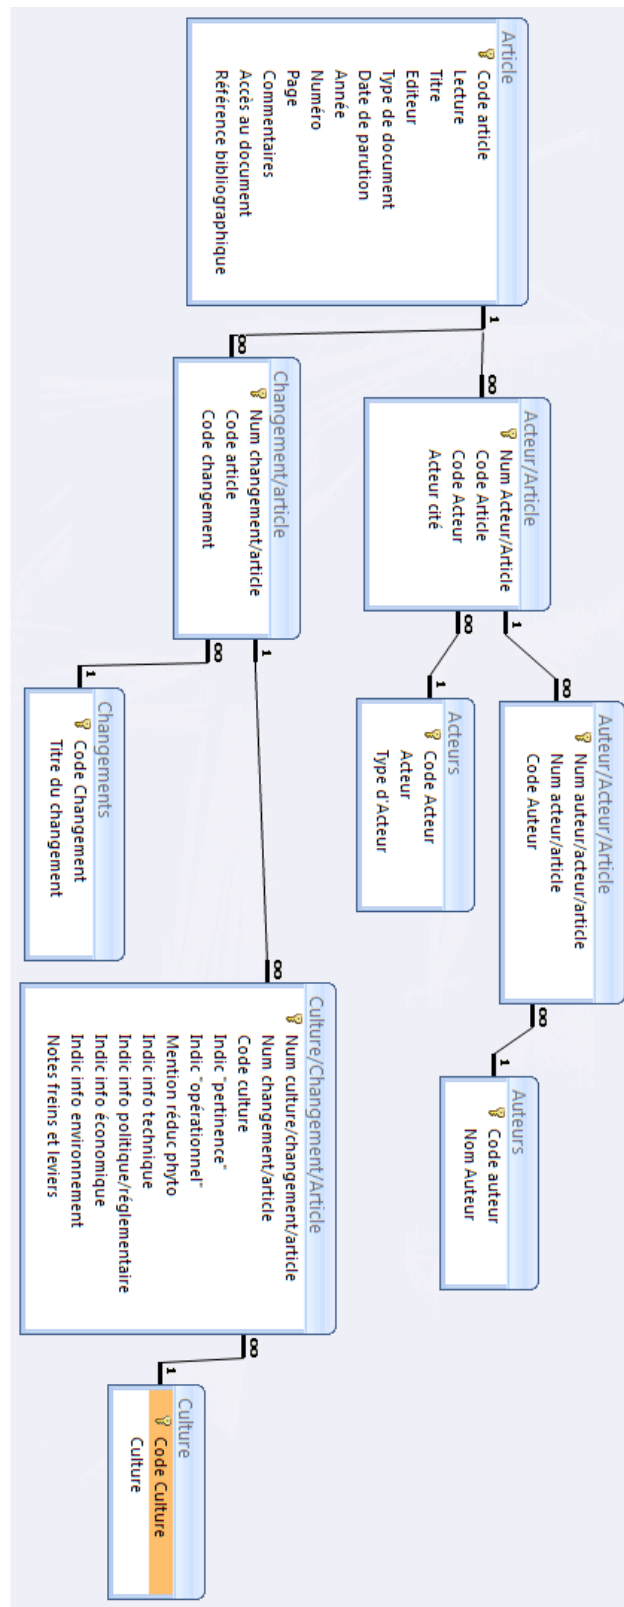 Article
Code article
Lecture
Titre
Editeur
Type de document
Date de parution
Année
Numéro
Page
Commentaires
Accès au document
Référence bibliographique
1
1
∞
∞
Acteur/Article
Num Acteur/Article
Code Article
Code Acteur
Acteur cité
Changement/article
Num changement/article
Code article
Code changement
1
∞
∞
1
Auteur/Acteur/Article
Num auteur/acteur/article
Num acteur/article
Code Auteur
∞
1
Acteurs
Code Acteur
Acteur
Type d'Acteur
1
∞
Changements
Code Changement
Titre du changement
∞
1
Auteurs
Code auteur
Nom Auteur
Culture/Changement/Article
Num culture/changement/article
Num changement/article
Code culture
Indic "pertinence"
Indic "opérationnel"
Mention réduc phyto
Indic info technique
Indic info politique/réglementaire
Indic info économique
Indic info environnement
Notes freins et leviers
∞
1
Culture
Code Culture
Culture